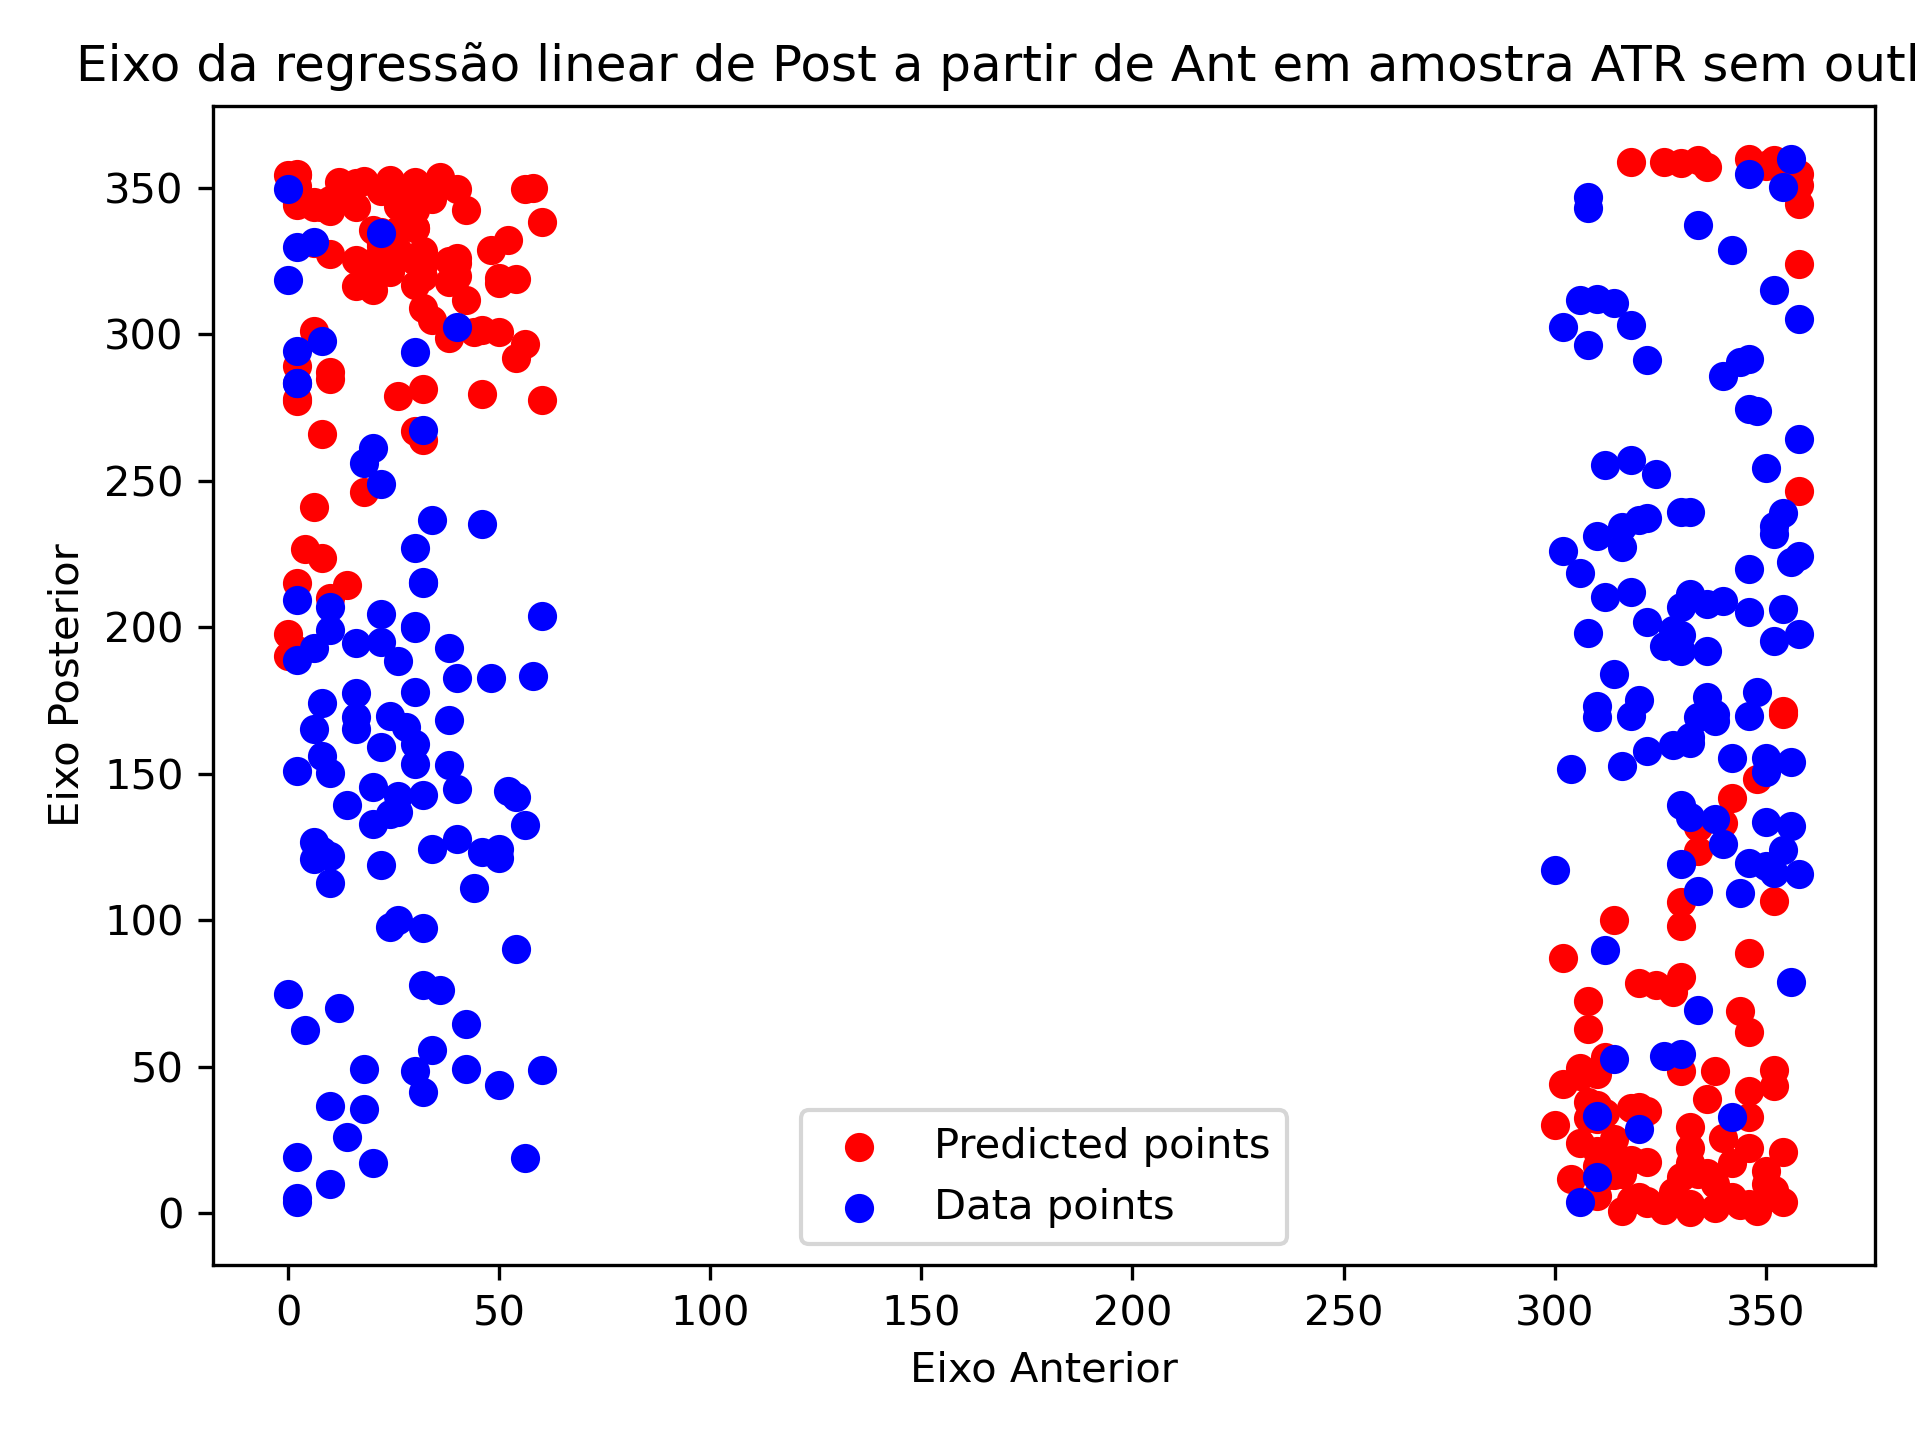 Eixo da regressão linear de Post a partir de Ant em amostra ATR sem outl
350
300
250
200
150
100
50
0
Eixo Posterior
Predicted points
Data points
0 50 100 150 200 250 300 350
Eixo Anterior